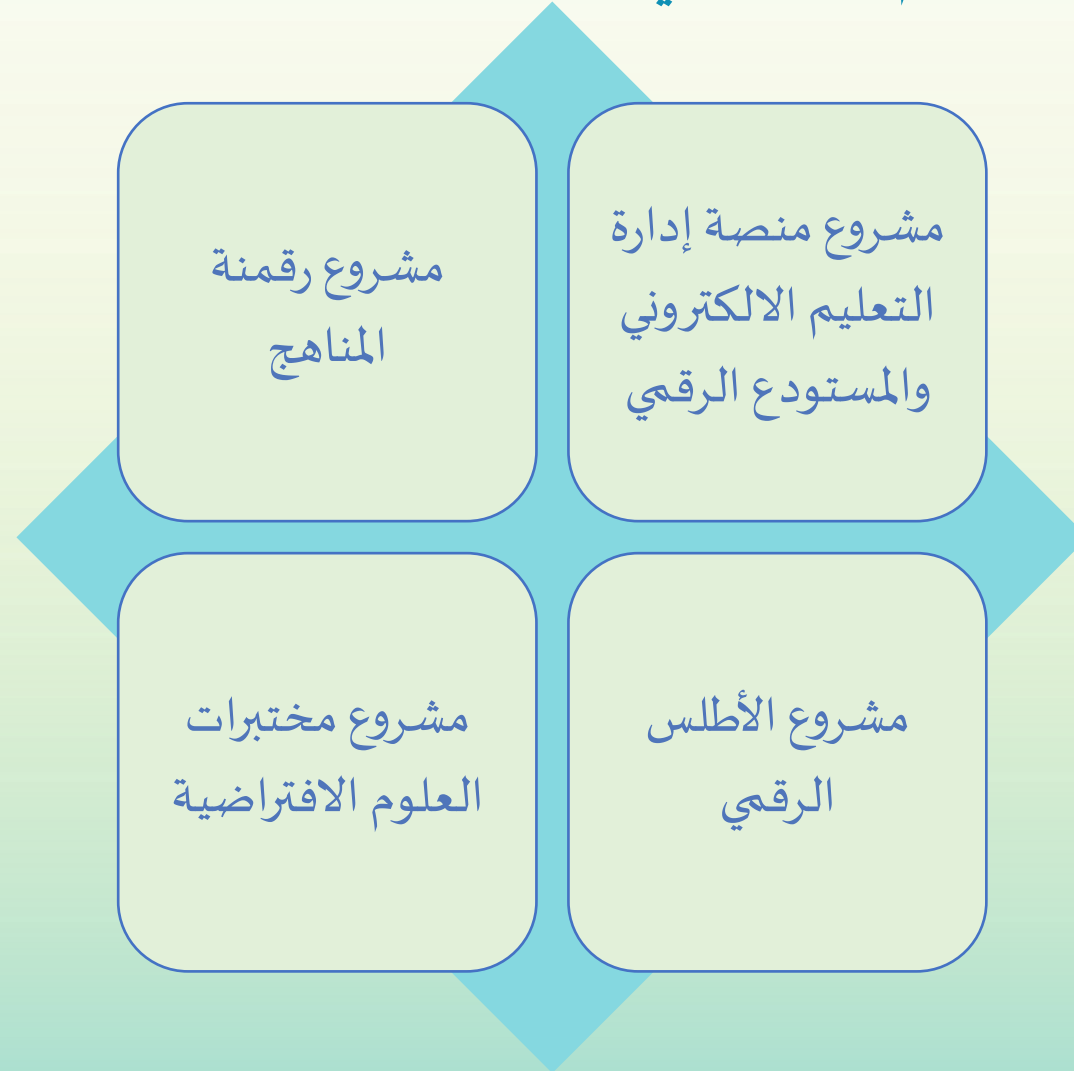 مشروع منصة إدارة
التعليم الالكتروني
والمستودع الرقمي
مشروع رقمنة
المناهج
مشروع الأطلس
الرقمي
مشروع مختبرات
العلوم الافتراضية